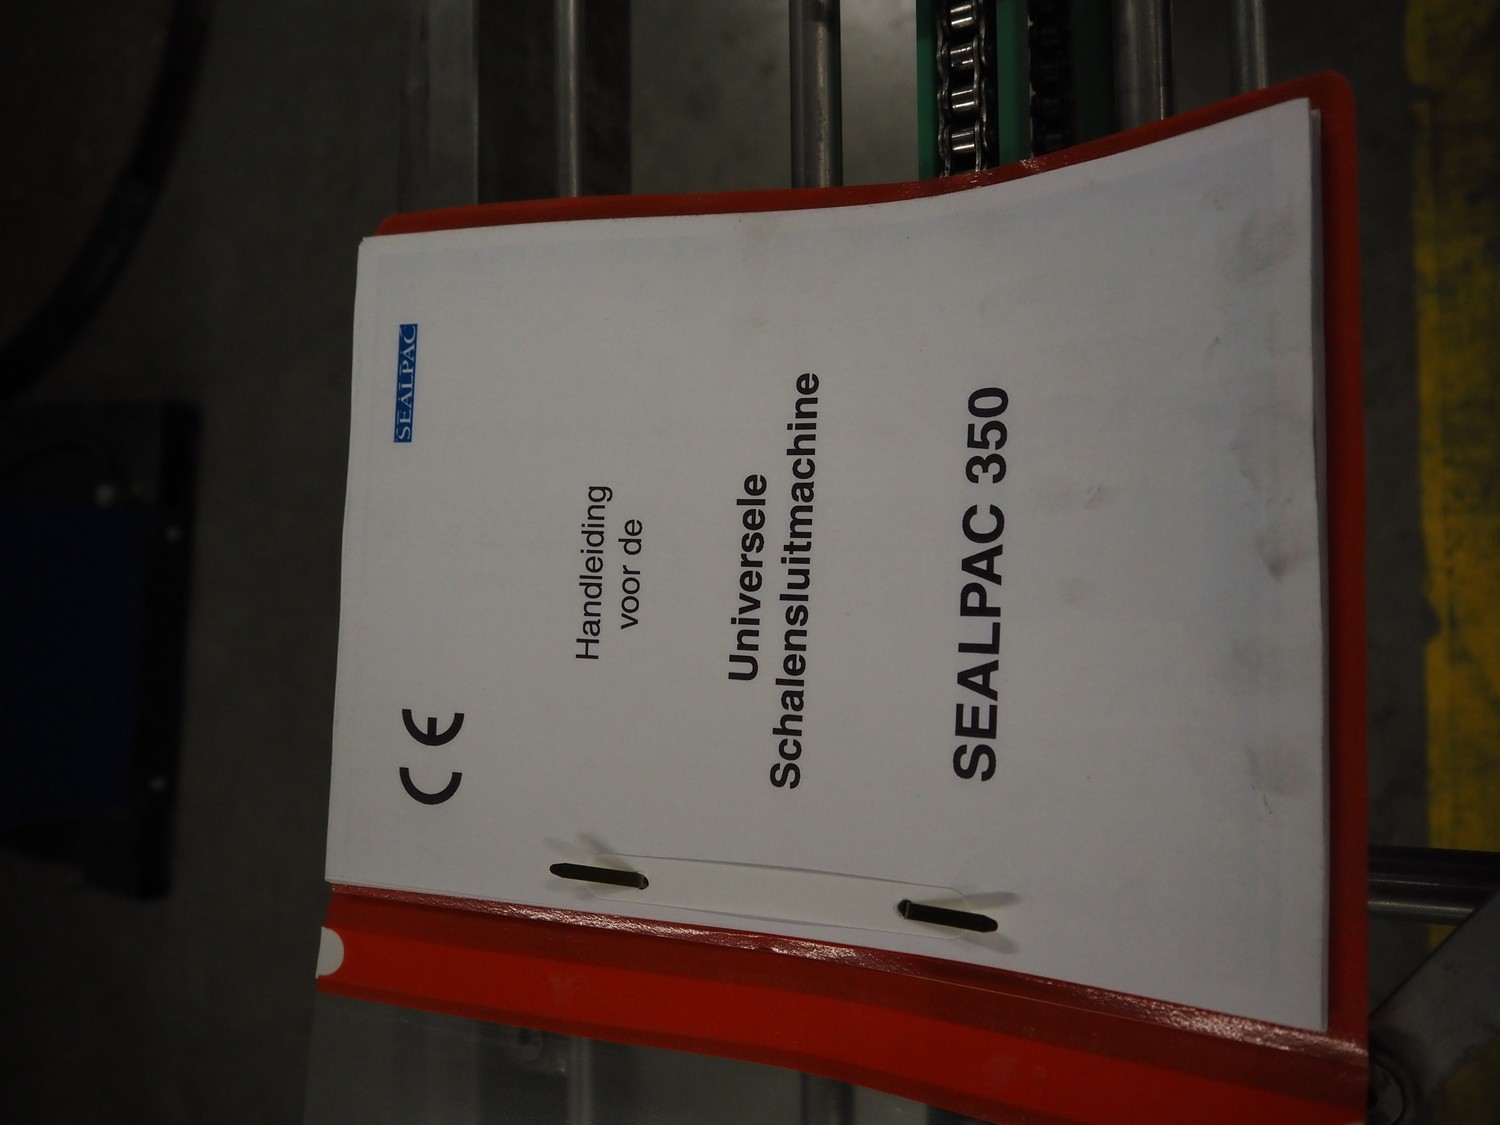 CE
SEALPAC
Handleiding
voor de
Universele
Schalensluitmachine
SEALPAC 350